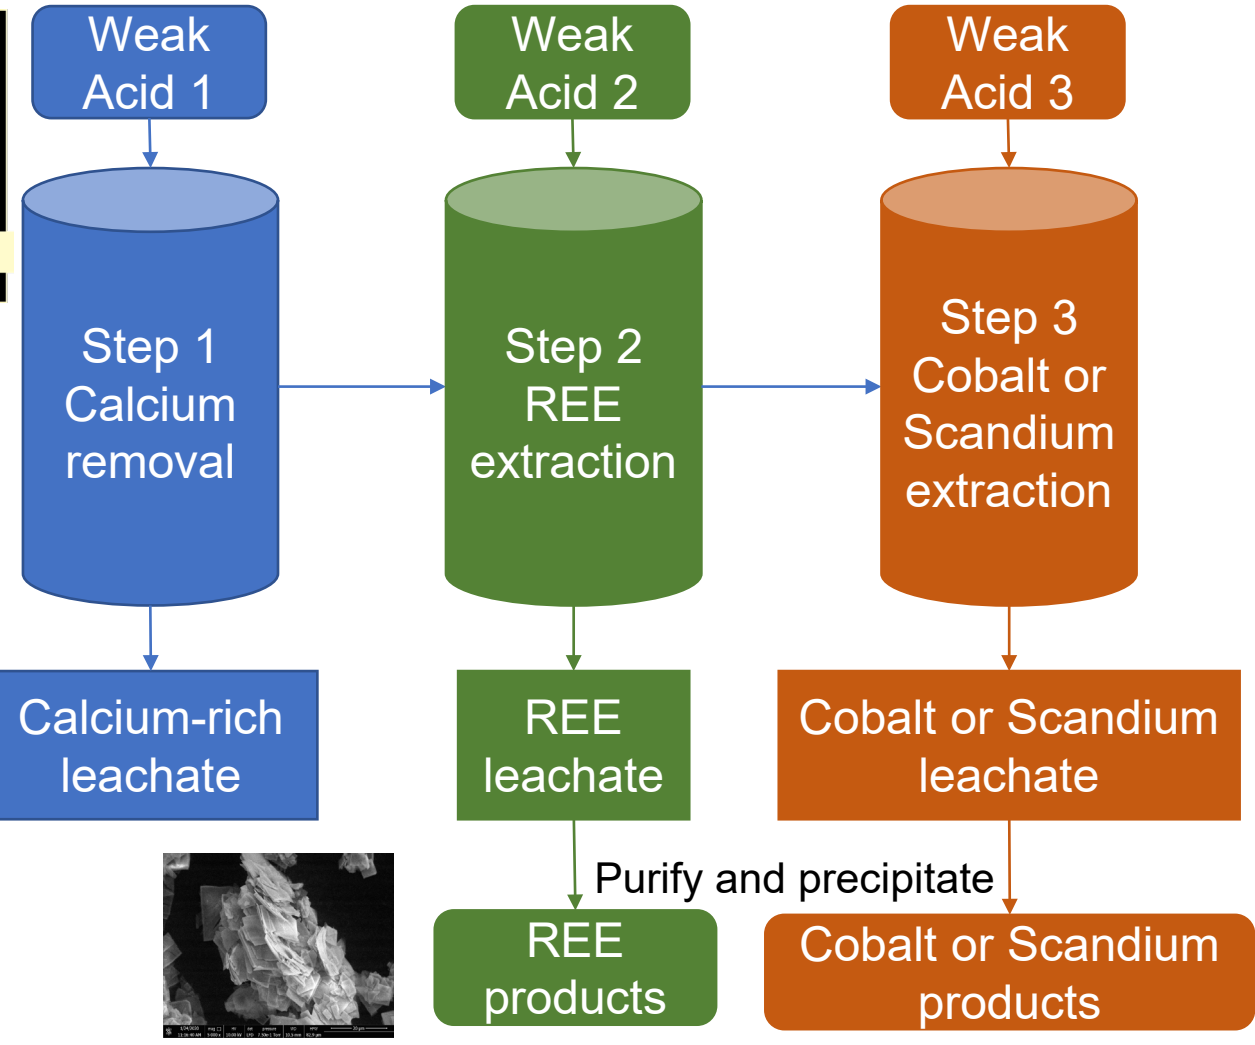 Weak
Acid 1
Weak
Acid 2
Weak
Acid 3
Step 1
Calcium
removal
Step 2
REE
extraction
Step 3
Cobalt or
Scandium
extraction
Calcium-rich
leachate
REE
leachate
Cobalt or Scandium
leachate
Purify and precipitate
REE
products
Cobalt or Scandium
products